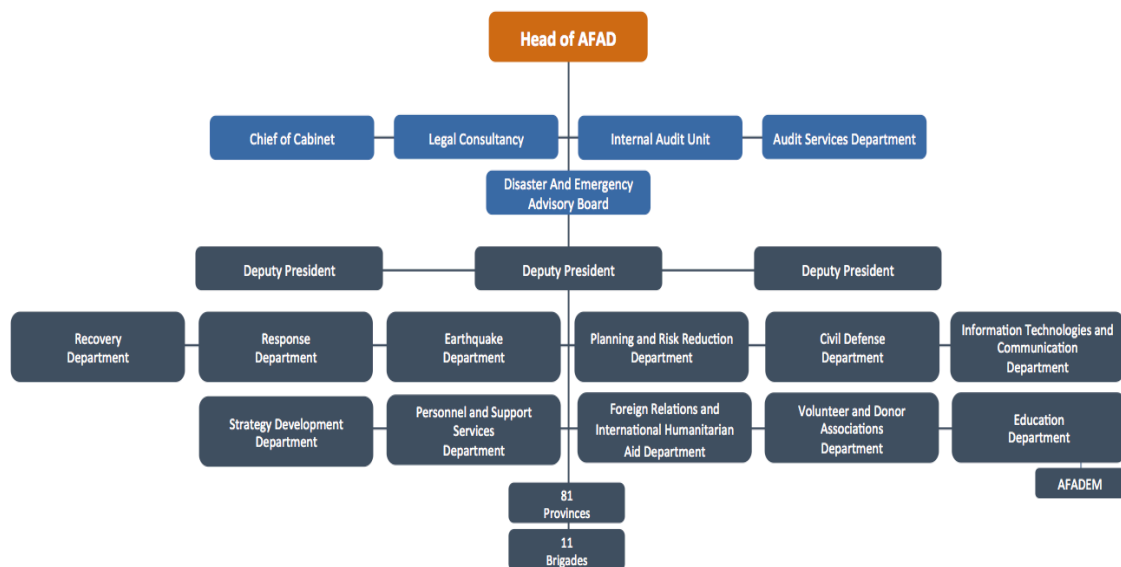 Head of AFAD
Chief of Cabinet
Legal Consultancy
Internal Audit Unit
Audit Services Department
Disaster And Emergency
Advisory Board
Deputy President
Deputy President
Deputy President
Recovery
Department
Response
Department
Earthquake
Department
Planning and Risk Reduction
Department
Civil Defense
Department
Information Technologies and
Communication
Department
Strategy Development
Department
Personnel and Support
Services
Department
Foreign Relations and
International Humanitarian
Aid Department
Volunteer and Donor
Associations
Department
Education
Department
AFADEM
81
Provinces
11
Brigades